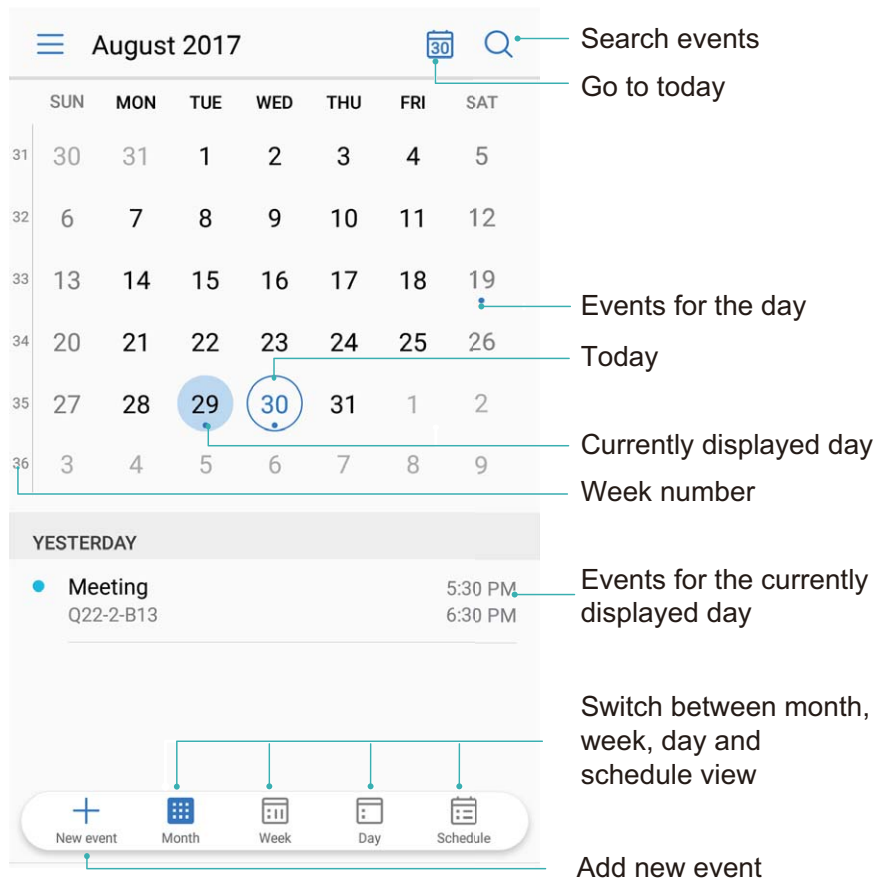 August 2017
30
Search events
Go to today
SUN MON TUE WED THU FRI SAT
31 30 31 1 2 3 4 5
32 6 7 8 9 10 11 12
33 13 14 15 16 17 18 19
Events for the day
34 20 21 22 23 24 25 26
Today
35 27 28 29 30 31 1 2
Currently displayed day
36 3 4 5 6 7 8 9
Week number
YESTERDAY
Meeting 5:30 PM
Q22-2-B13 6:30 PM
Events for the currently
displayed day
Switch between month,
week, day and
schedule view
New event Month Week Day Schedule
Add new event